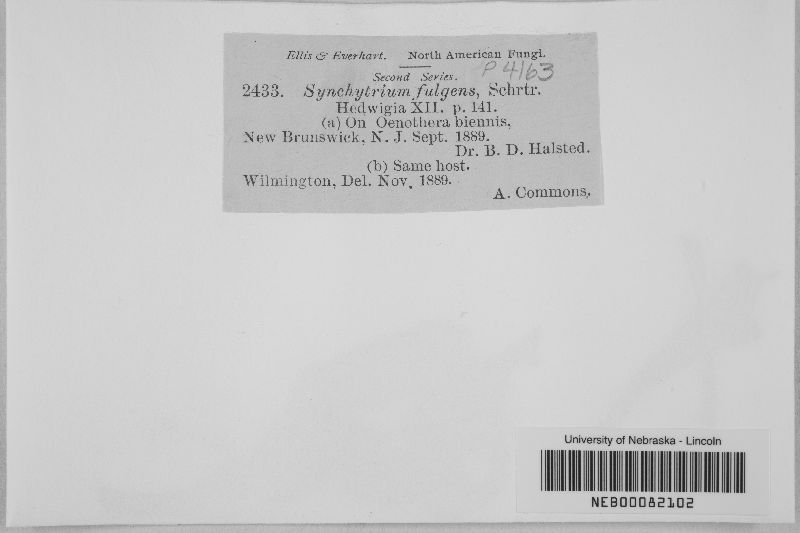 Ellis & Everhart. North American Fungi.
Second Series. P 4163
2433. Synchytrium fulgens, Schrtr.
Hedwigia XII. p. 141.
(a) On Oenothera biennis,
New Brunswick, N. J. Sept. 1889.
Dr. B. D. Halsted.
(b) Same host.
Wilmington, Del. Nov. 1889.
A. Commons.
University of Nebraska - Lincoln
NEB00082102